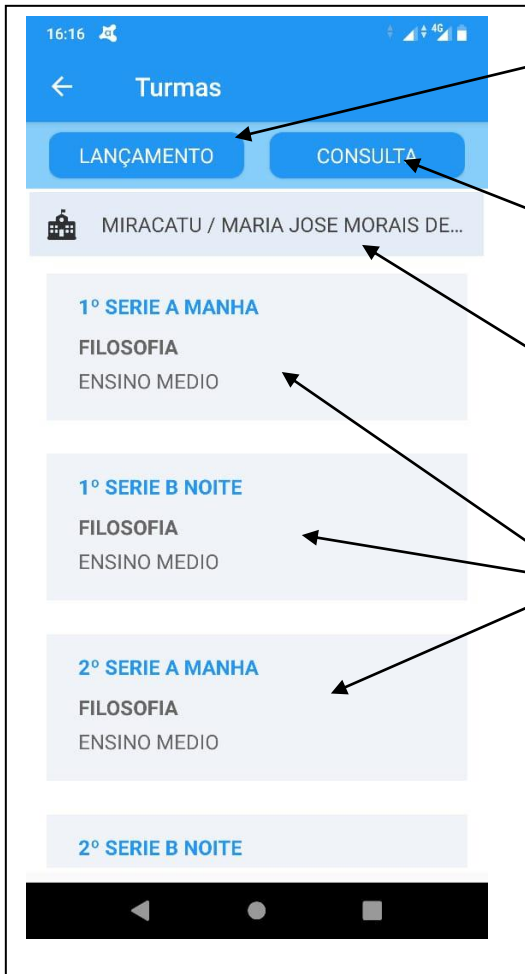 16:16 4G
Turmas
LANÇAMENTO CONSULTA
MIRACATU / MARIA JOSE MORAIS DE...
1º SERIE A MANHA
FILOSOFIA
ENSINO MEDIO
1º SERIE B NOITE
FILOSOFIA
ENSINO MEDIO
2º SERIE A MANHA
FILOSOFIA
ENSINO MEDIO
2º SERIE B NOITE